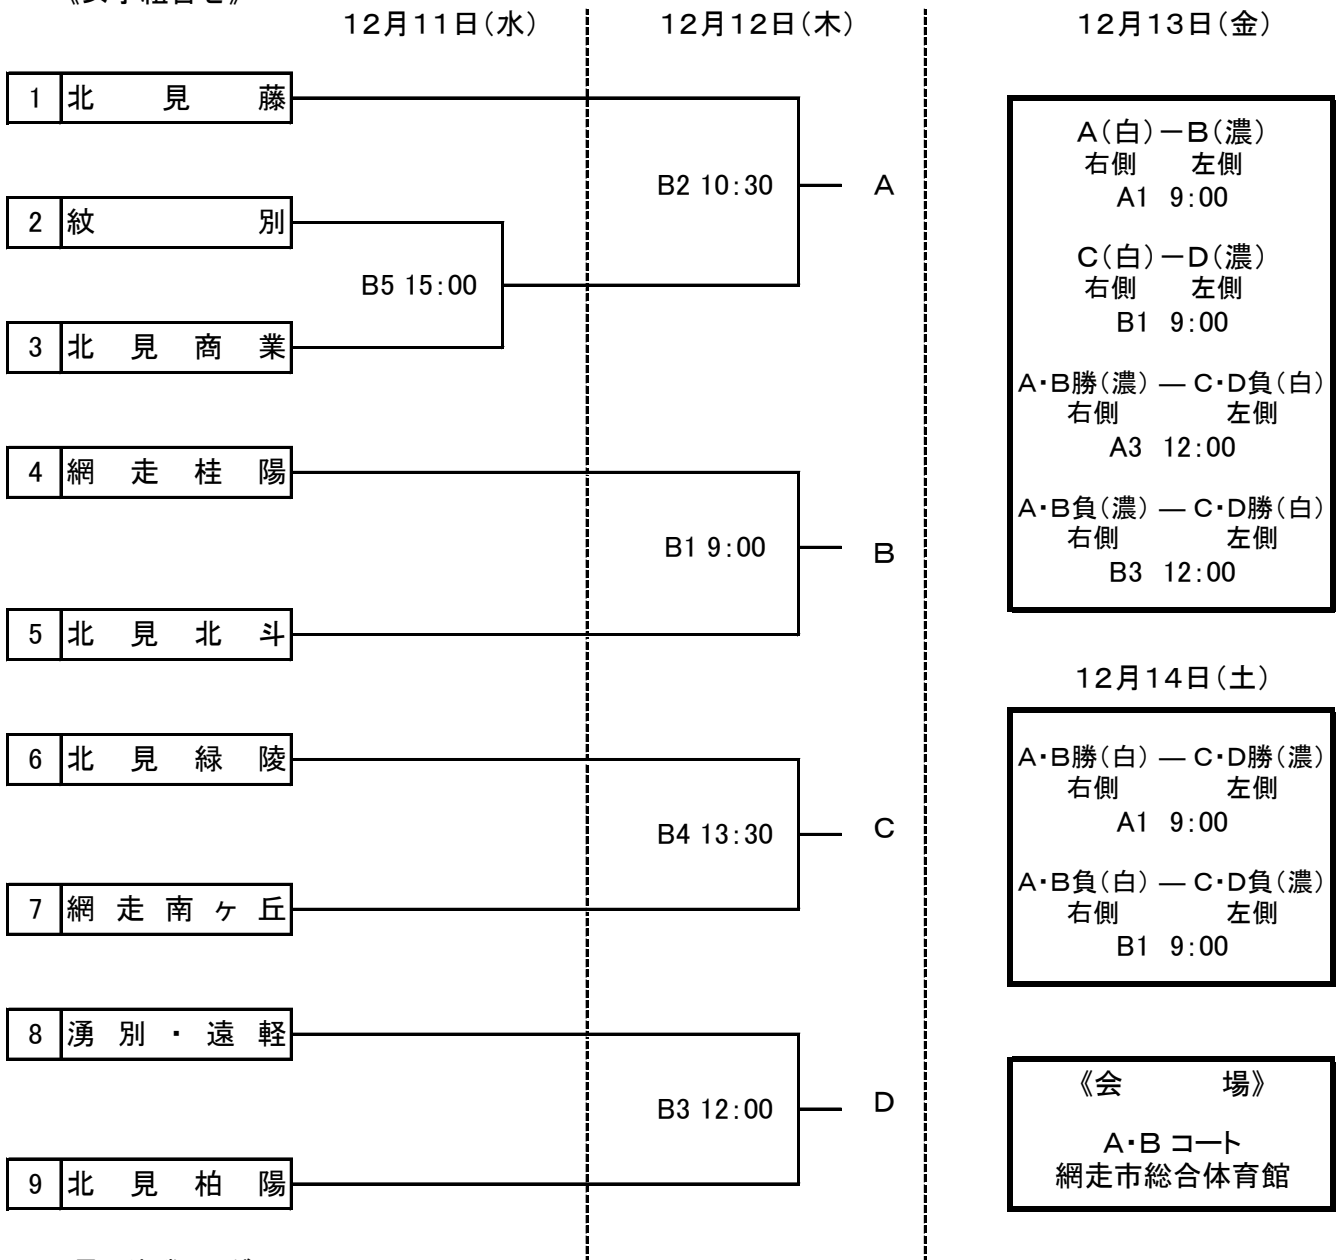 12月11日(水)
12月12日(木)
12月13日(金)
1 北見藤
2 紋別
3 北見商業
4 網走桂陽
5 北見北斗
6 北見緑陵
7 網走南ヶ丘
8 湧別・遠軽
9 北見柏陽
B5 15:00
B2 10:30
A
B1 9:00
B
B4 13:30
C
B3 12:00
D
A(白)-B(濃)
右側 左側
A1 9:00
C(白)-D(濃)
右側 左側
B1 9:00
A・B勝(濃) ― C・D負(白)
右側 左側
A3 12:00
A・B負(濃) ― C・D勝(白)
右側 左側
B3 12:00
12月14日(土)
A・B勝(白) ― C・D勝(濃)
右側 左側
A1 9:00
A・B負(白) ― C・D負(濃)
右側 左側
B1 9:00
《会場》
A・B コート
網走市総合体育館